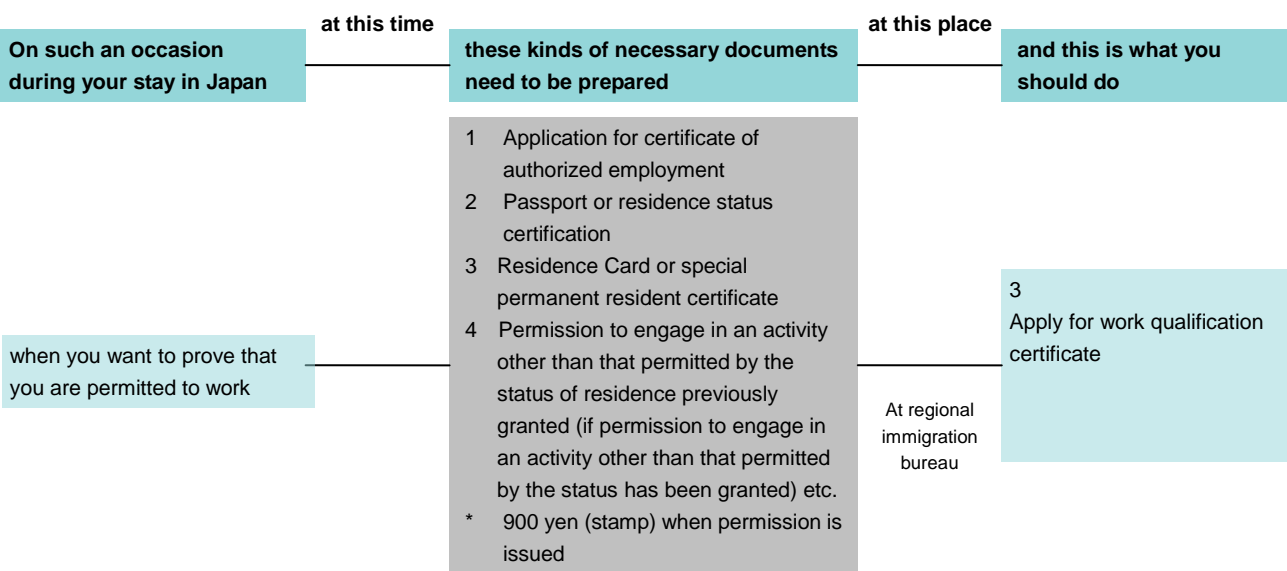 at this time
at this place
On such an occasion
during your stay in Japan
these kinds of necessary documents
need to be prepared
and this is what you
should do
1 Application for certificate of
authorized employment
2 Passport or residence status
certification
3 Residence Card or special
permanent resident certificate
4 Permission to engage in an activity
other than that permitted by the
status of residence previously
granted (if permission to engage in
an activity other than that permitted
by the status has been granted) etc.
* 900 yen (stamp) when permission is
issued
when you want to prove that
you are permitted to work
At regional
immigration
bureau
3
Apply for work qualification
certificate